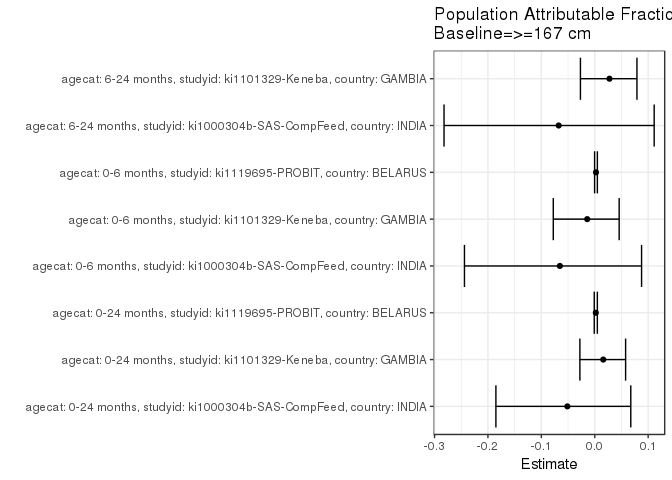 Population Attributable Fractio
Baseline=>=167 cm
agecat: 6-24 months, studyid: ki1101329-Keneba, country: GAMBIA
agecat: 6-24 months, studyid: ki1000304b-SAS-CompFeed, country: INDIA
agecat: 0-6 months, studyid: ki1119695-PROBIT, country: BELARUS
agecat: 0-6 months, studyid: ki1101329-Keneba, country: GAMBIA
agecat: 0-6 months, studyid: ki1000304b-SAS-CompFeed, country: INDIA
agecat: 0-24 months, studyid: ki1119695-PROBIT, country: BELARUS
agecat: 0-24 months, studyid: ki1101329-Keneba, country: GAMBIA
agecat: 0-24 months, studyid: ki1000304b-SAS-CompFeed, country: INDIA
-0.3 -0.2 -0.1 0.0 0.1
Estimate